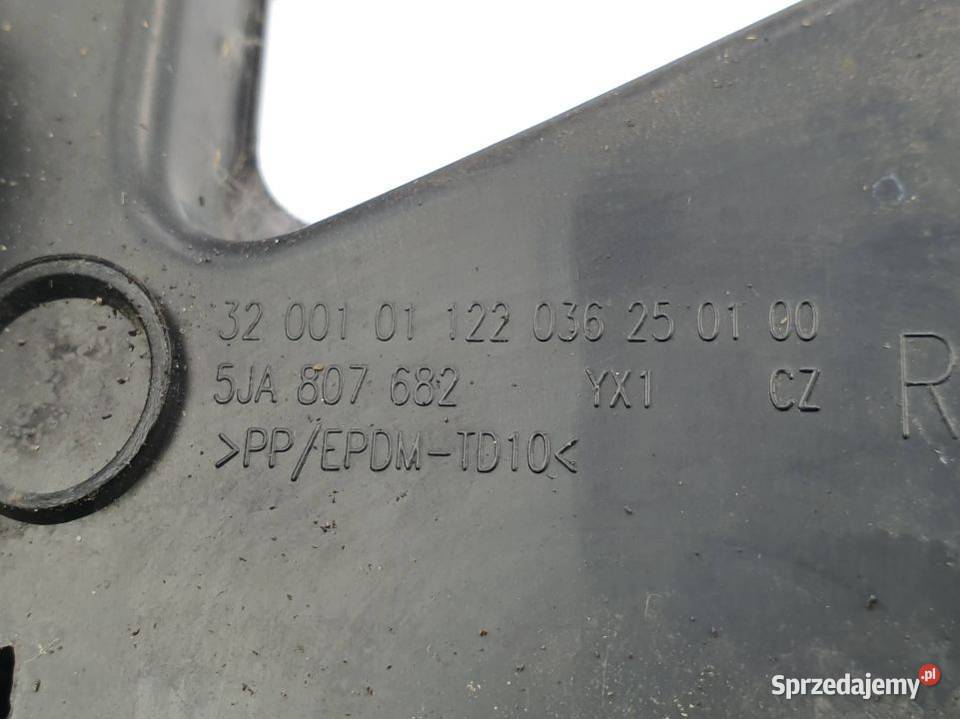 32 001 01 122 036 25 01 00
5JA 807 682 YX1 CZ
>PP/EPDM-TD10<
R
Sprzedajemy.pl